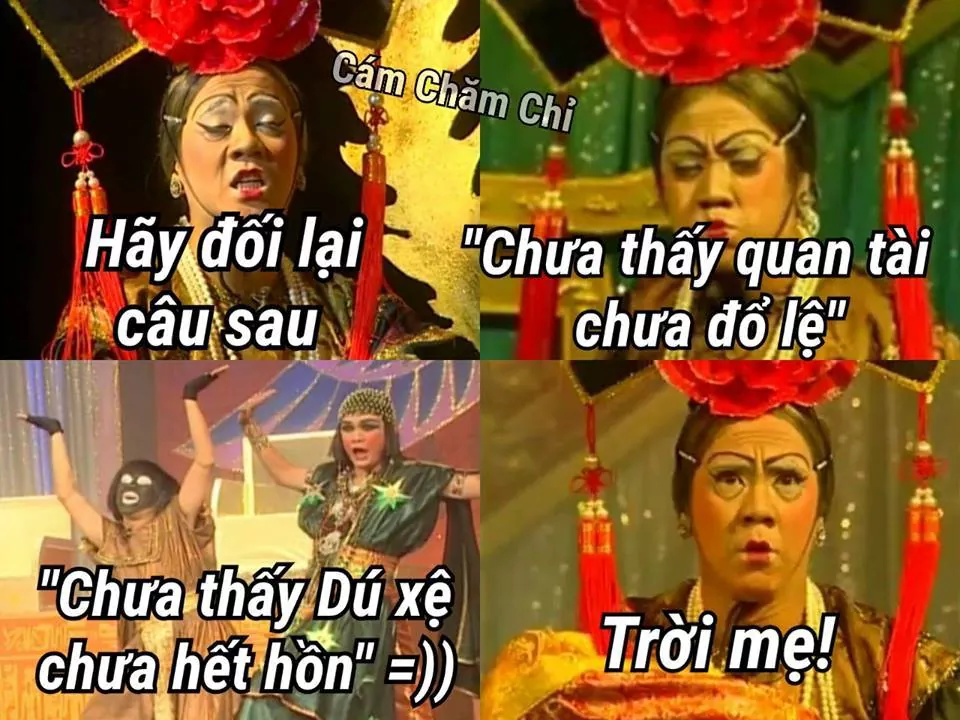 Cám Chăm Chỉ
Hãy đối lại
câu sau
"Chưa thấy quan tài
chưa đổ lệ"
"Chưa thấy Dú xệ
chưa hết hồn" =))
Trời mẹ!